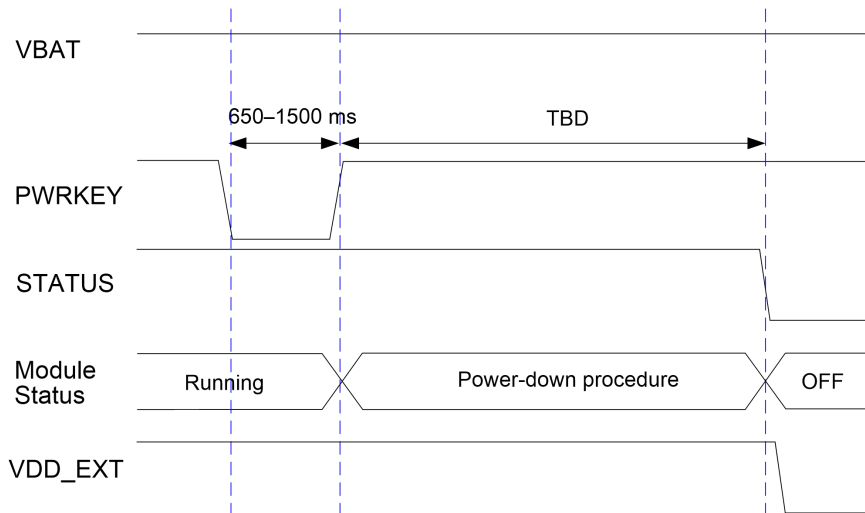 VBAT
650–1500 ms
TBD
PWRKEY
STATUS
Module
Status
Running
Power-down procedure
OFF
VDD_EXT